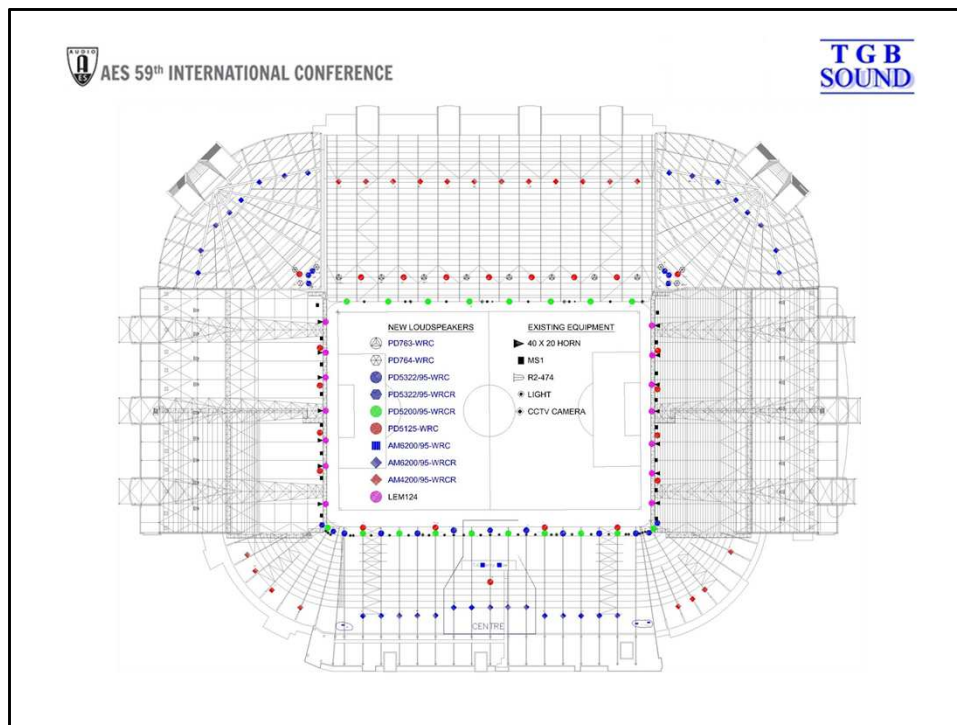 AUDIO
AES
AES 59th INTERNATIONAL CONFERENCE
TGB
SOUND
NEW LOUDSPEAKERS
PD763-WRC
PD764-WRC
PD5322/95-WRC
PD5322/95-WRCR
PD5200/95-WRCR
PD5125-WRC
AM6200/95-WRC
AM6200/95-WRCR
AM4200/95-WRCR
LEM124
EXISTING EQUIPMENT
40 X 20 HORN
MS1
R2-474
LIGHT
CCTV CAMERA
CENTRE